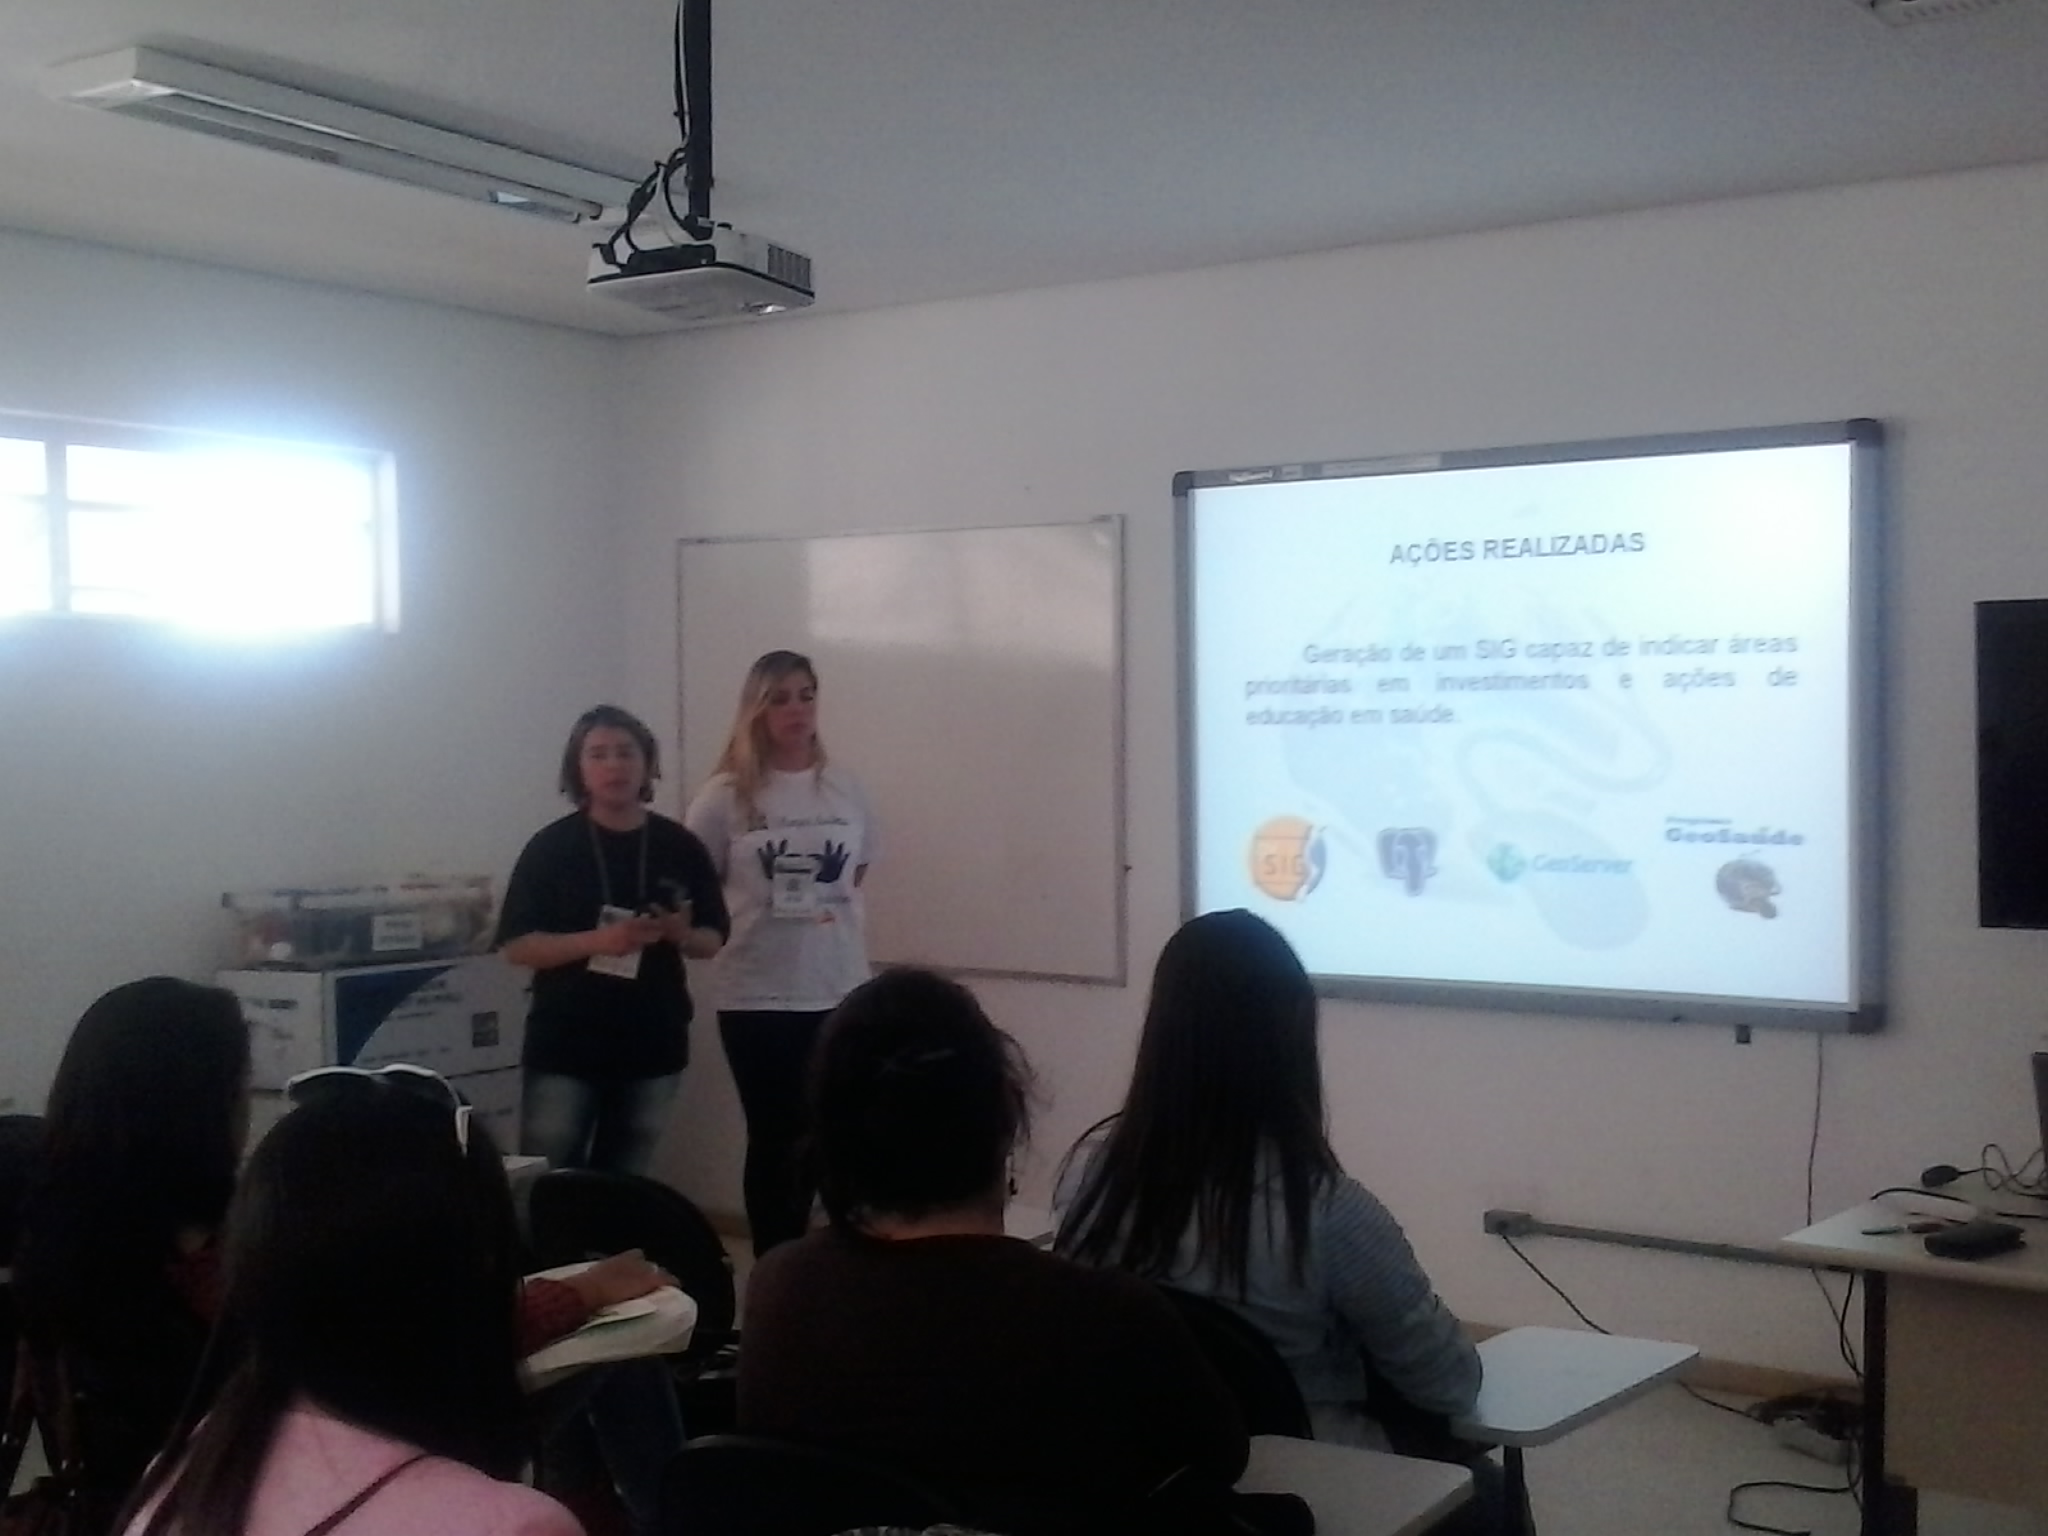 AÇÕES REALIZADAS
Geração de um SIG capaz de indicar áreas
prioritárias em investimentos e ações de
educação em saúde.
i SIG
GeoServer
Programa
GeoSaúde